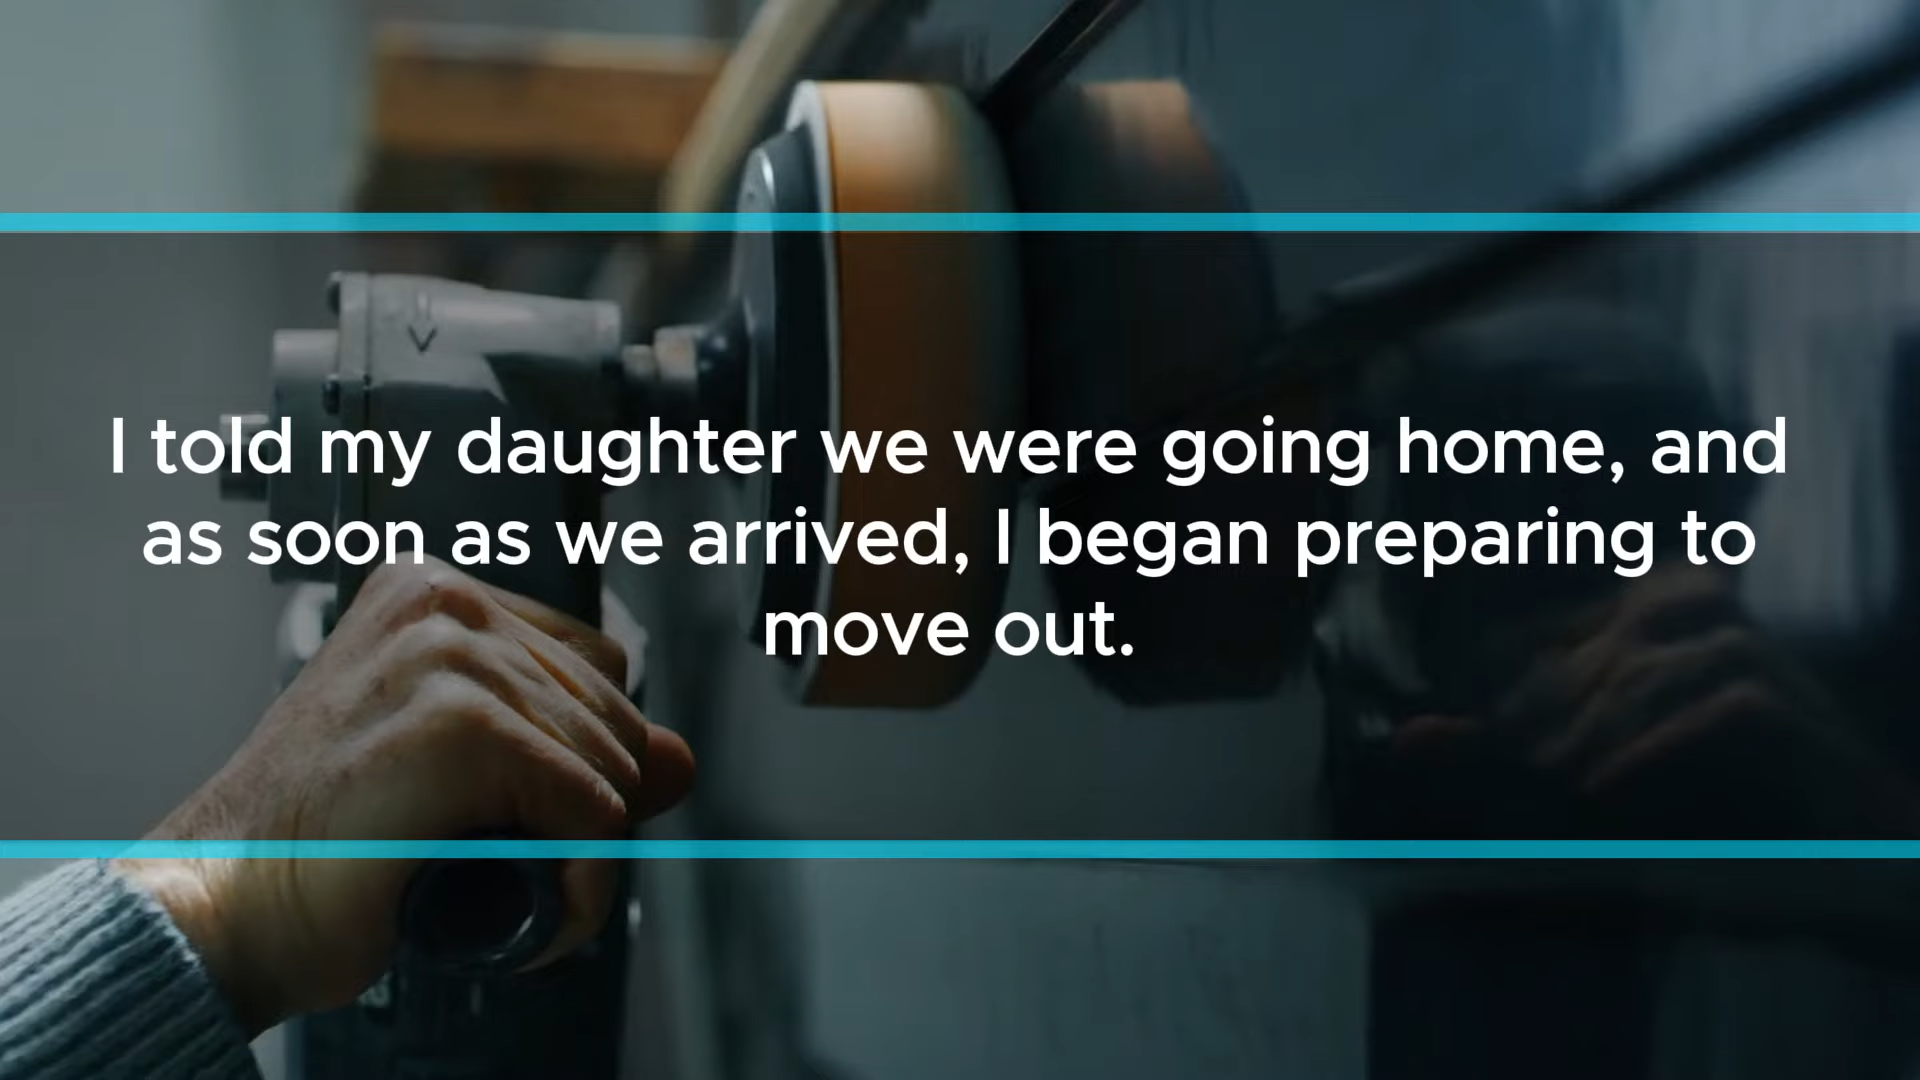 I told my daughter we were going home, and
as soon as we arrived, I began preparing to
move out.